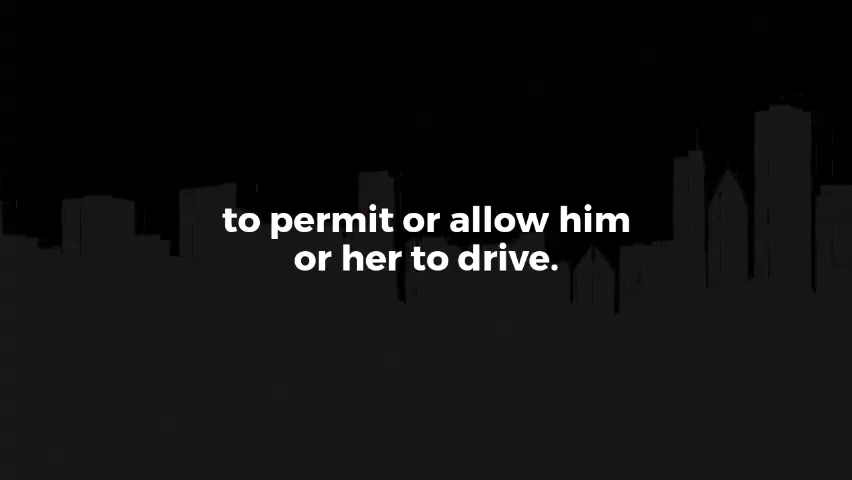 to permit or allow him
or her to drive.